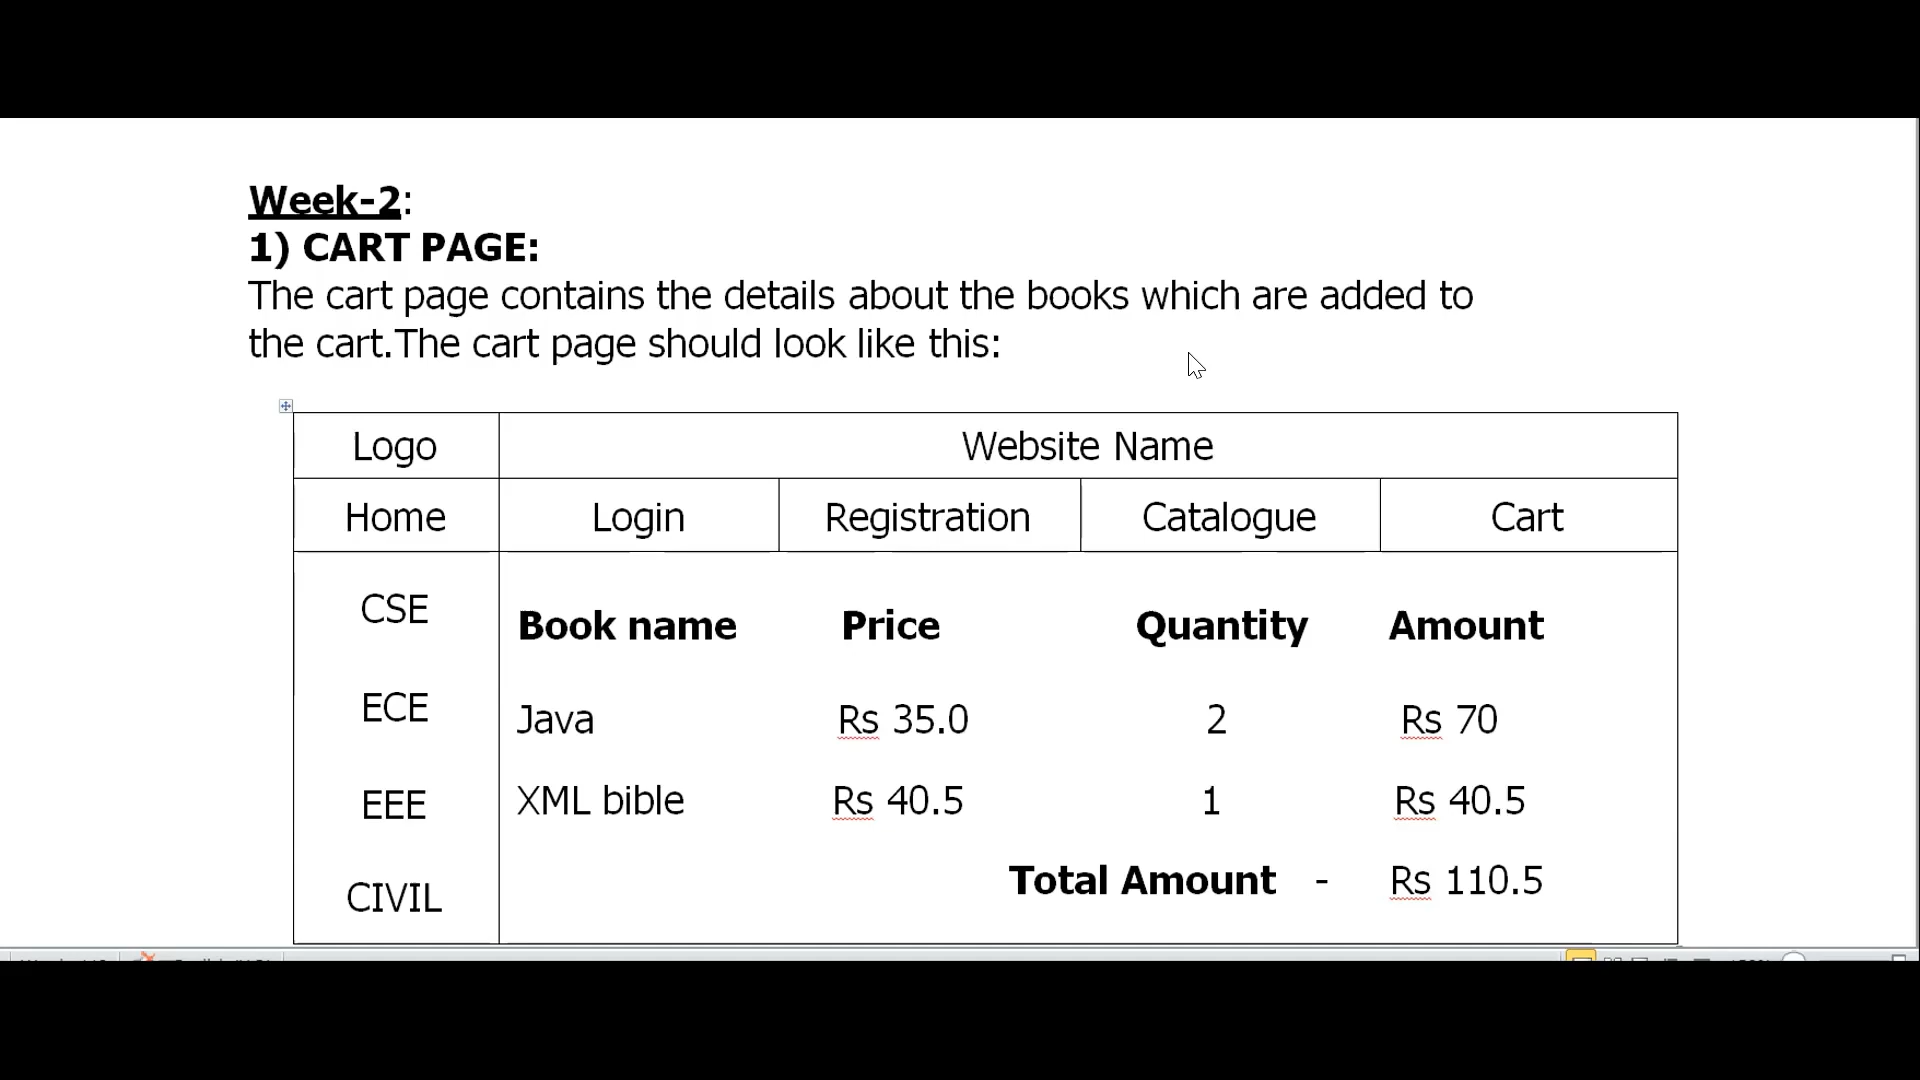 Week-2:
1) CART PAGE:
The cart page contains the details about the books which are added to
the cart.The cart page should look like this:
Logo Website Name
Home Login Registration Catalogue Cart
CSE
Book name Price Quantity Amount
ECE
Java Rs 35.0 2 Rs 70
EEE
XML bible Rs 40.5 1 Rs 40.5
Total Amount - Rs 110.5
CIVIL